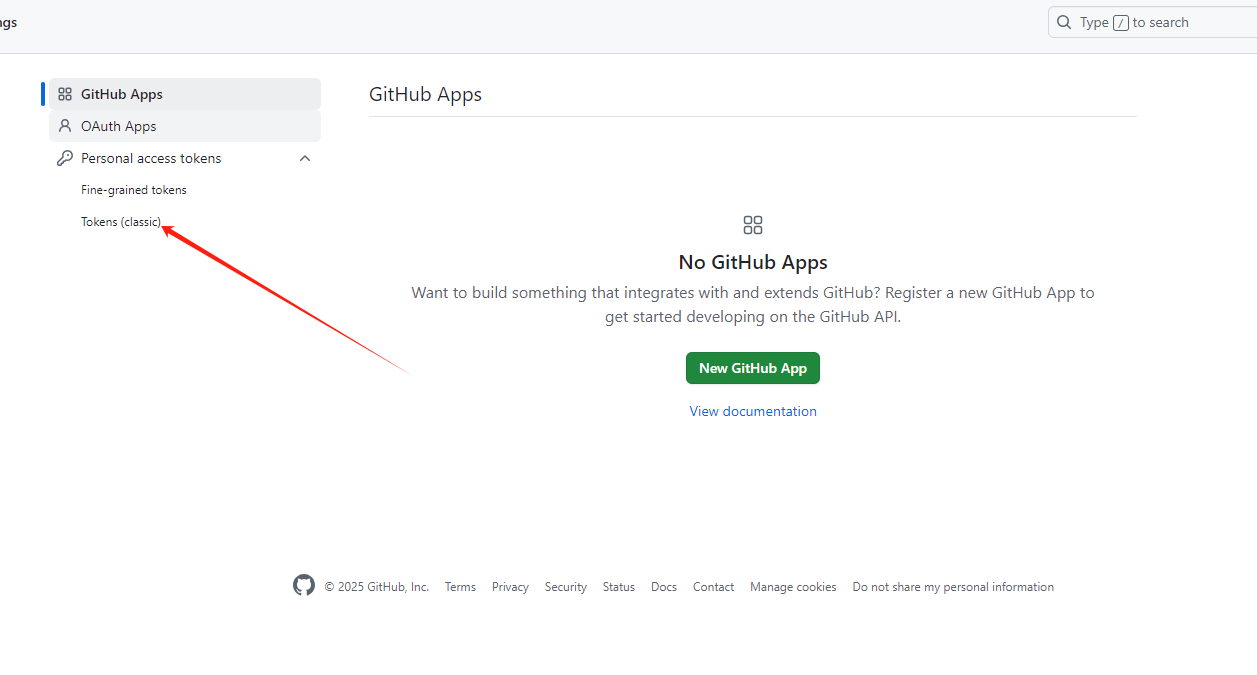 ngs
Type / to search
GitHub Apps
OAuth Apps
Personal access tokens
Fine-grained tokens
Tokens (classic)
GitHub Apps
No GitHub Apps
Want to build something that integrates with and extends GitHub? Register a new GitHub App to
get started developing on the GitHub API.
New GitHub App
View documentation
© 2025 GitHub, Inc. Terms Privacy Security Status Docs Contact Manage cookies Do not share my personal information